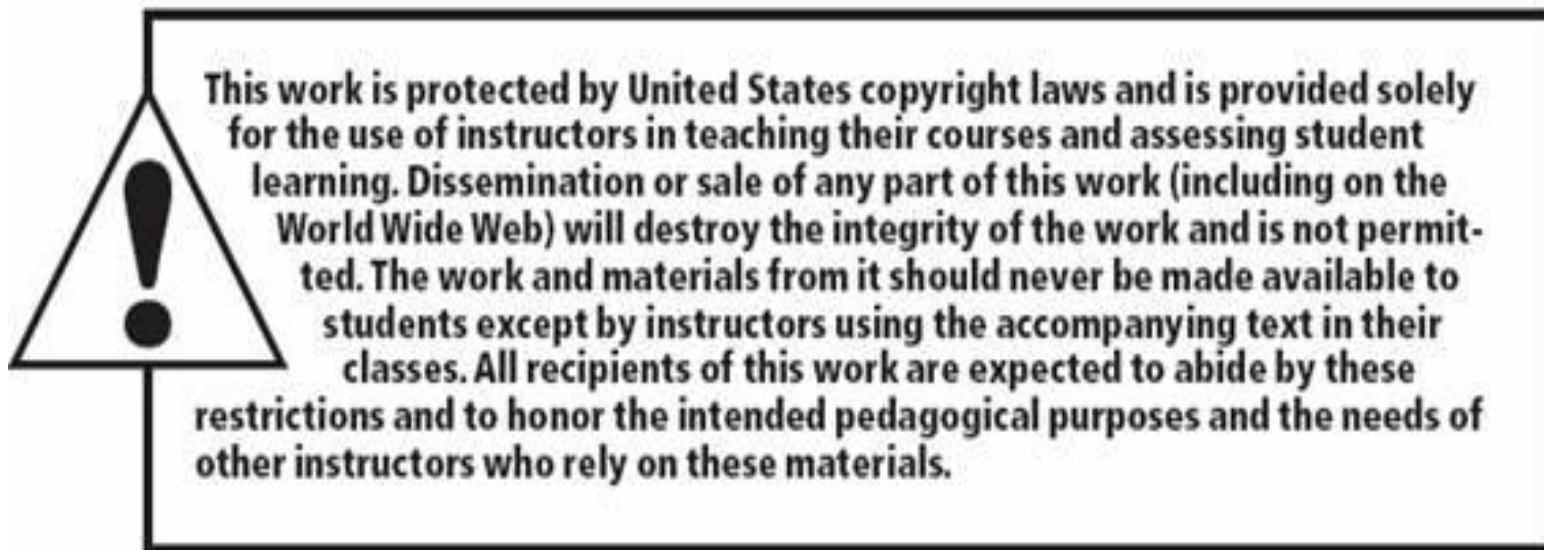 This work is protected by United States copyright laws and is provided solely
for the use of instructors in teaching their courses and assessing student
learning. Dissemination or sale of any part of this work (including on the
World Wide Web) will destroy the integrity of the work and is not permit-
ted. The work and materials from it should never be made available to
students except by instructors using the accompanying text in their
classes. All recipients of this work are expected to abide by these
restrictions and to honor the intended pedagogical purposes and the needs of
other instructors who rely on these materials.